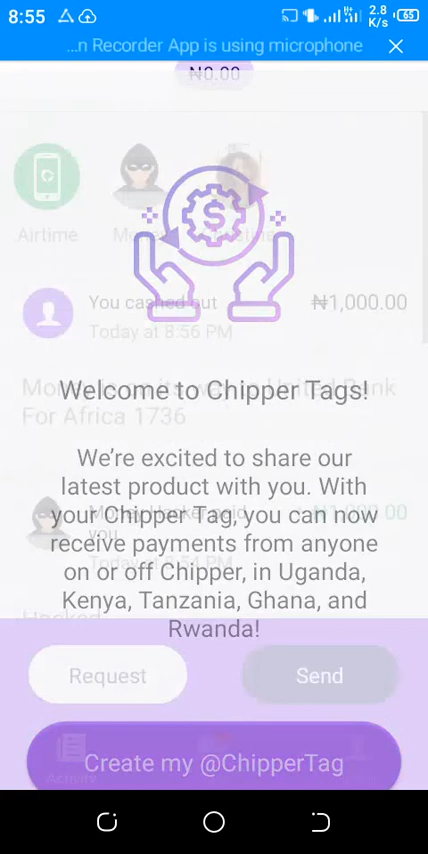 8:55
2.8
K/s
65
...n Recorder App is using microphone
₦0.00
Airtime
You cashed out
₦1,000.00
Today at 8:56 PM
Welcome to Chipper Tags!
For Africa 1736
We're excited to share our
latest product with you. With
your Chipper Tag, you can now
receive payments from anyone
on or off Chipper, in Uganda,
Kenya, Tanzania, Ghana, and
Rwanda!
Request
Send
Create my @ChipperTag